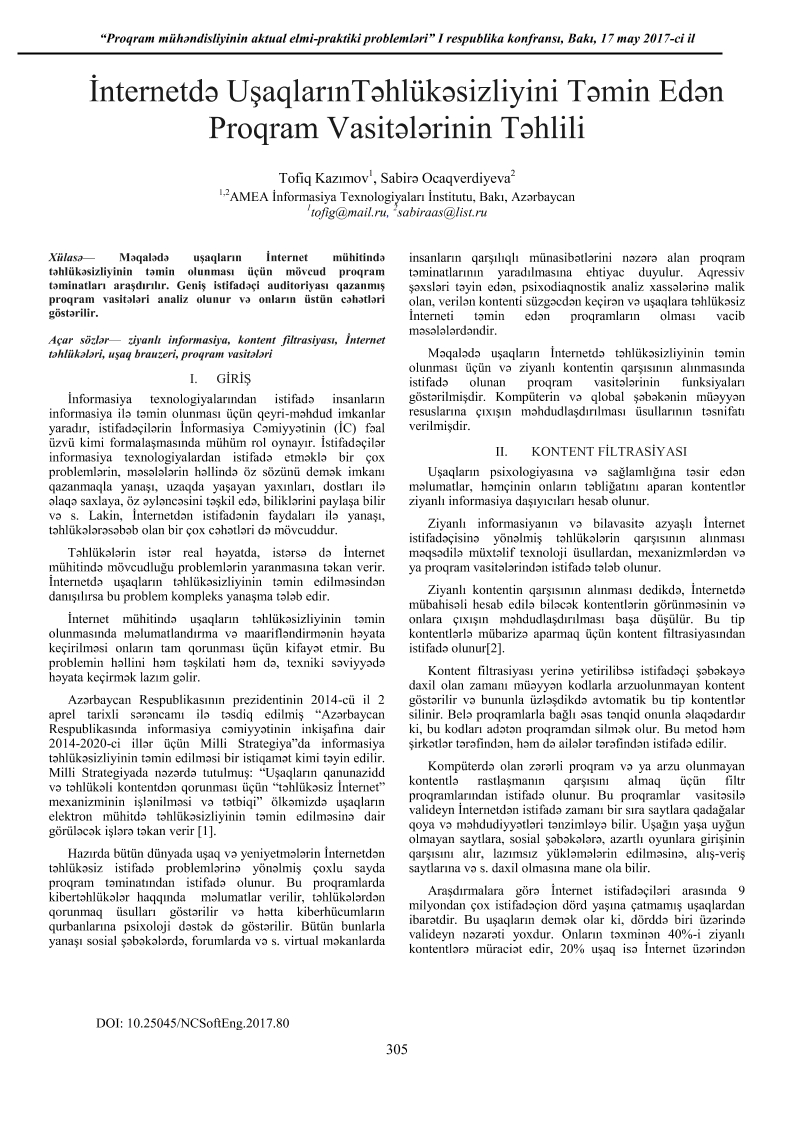 “Proqram mühəndisliyinin aktual elmi-praktiki problemləri” I respublika konfransı, Bakı, 17 may 2017-ci il
İnternetdə UşaqlarınTəhlükəsizliyini Təmin Edən
Proqram Vasitələrinin Təhlili
Tofiq Kazımov1, Sabirə Ocaqverdiyeva2
1,2AMEA İnformasiya Texnologiyaları İnstitutu, Bakı, Azərbaycan
1tofig@mail.ru, 2sabiraas@list.ru
Xülasə— Məqalədə uşaqların İnternet mühitində
təhlükəsizliyinin təmin olunması üçün mövcud proqram
təminatları araşdırılır. Geniş istifadəçi auditoriyası qazanmış
proqram vasitələri analiz olunur və onların üstün cəhətləri
göstərilir.
Açar sözlər— ziyanlı informasiya, kontent filtrasiyası, İnternet
təhlükələri, uşaq brauzeri, proqram vasitələri
I. GİRİŞ
İnformasiya texnologiyalarından istifadə insanların
informasiya ilə təmin olunması üçün qeyri-məhdud imkanlar
yaradır, istifadəçilərin İnformasiya Cəmiyyətinin (İC) fəal
üzvü kimi formalaşmasında mühüm rol oynayır. İstifadəçilər
informasiya texnologiyalardan istifadə etməklə bir çox
problemlərin, məsələlərin həllində öz sözünü demək imkanı
qazanmaqla yanaşı, uzaqda yaşayan yaxınları, dostları ilə
əlaqə saxlaya, öz əyləncəsini təşkil edə, biliklərini paylaşa bilir
və s. Lakin, İnternetdən istifadənin faydaları ilə yanaşı,
təhlükələrəsəbəb olan bir çox cəhətləri də mövcuddur.
Təhlükələrin istər real həyatda, istərsə də İnternet
mühitində mövcudluğu problemlərin yaranmasına təkan verir.
İnternetdə uşaqların təhlükəsizliyinin təmin edilməsindən
danışılırsa bu problem kompleks yanaşma tələb edir.
İnternet mühitində uşaqların təhlükəsizliyinin təmin
olunmasında məlumatlandırma və maarifləndirmənin həyata
keçirilməsi onların tam qorunması üçün kifayət etmir. Bu
problemin həllini həm təşkilati həm də, texniki səviyyədə
həyata keçirmək lazım gəlir.
Azərbaycan Respublikasının prezidentinin 2014-cü il 2
aprel tarixli sərəncamı ilə təsdiq edilmiş “Azərbaycan
Respublikasında informasiya cəmiyyətinin inkişafına dair
2014-2020-ci illər üçün Milli Strategiya”da informasiya
təhlükəsizliyinin təmin edilməsi bir istiqamət kimi təyin edilir.
Milli Strategiyada nəzərdə tutulmuş: “Uşaqların qanunazidd
və təhlükəli kontentdən qorunması üçün “təhlükəsiz İnternet”
mexanizminin işlənilməsi və tətbiqi” ölkəmizdə uşaqların
elektron mühitdə təhlükəsizliyinin təmin edilməsinə dair
görüləcək işlərə təkan verir [1].
Hazırda bütün dünyada uşaq və yeniyetmələrin İnternetdən
təhlükəsiz istifadə problemlərinə yönəlmiş çoxlu sayda
proqram təminatından istifadə olunur. Bu proqramlarda
kibertəhlükələr haqqında məlumatlar verilir, təhlükələrdən
qorunmaq üsulları göstərilir və hətta kiberhücumların
qurbanlarına psixoloji dəstək də göstərilir. Bütün bunlarla
yanaşı sosial şəbəkələrdə, forumlarda və s. virtual məkanlarda
insanların qarşılıqlı münasibətlərini nəzərə alan proqram
təminatlarının yaradılmasına ehtiyac duyulur. Aqressiv
şəxsləri təyin edən, psixodiaqnostik analiz xassələrinə malik
olan, verilən kontenti süzgəcdən keçirən və uşaqlara təhlükəsiz
İnterneti təmin edən proqramların olması vacib
məsələlərdəndir.
Məqalədə uşaqların İnternetdə təhlükəsizliyinin təmin
olunması üçün və ziyanlı kontentin qarşısının alınmasında
istifadə olunan proqram vasitələrinin funksiyaları
göstərilmişdir. Kompüterin və qlobal şəbəkənin müəyyən
resuslarına çıxışın məhdudlaşdırılması üsullarının təsnifatı
verilmişdir.
II. KONTENT FİLTRASİYASI
Uşaqların psixologiyasına və sağlamlığına təsir edən
məlumatlar, həmçinin onların təbliğatını aparan kontentlər
ziyanlı informasiya daşıyıcıları hesab olunur.
Ziyanlı informasiyanın və bilavasitə azyaşlı İnternet
istifadəçisinə yönəlmiş təhlükələrin qarşısının alınması
məqsədilə müxtəlif texnoloji üsullardan, mexanizmlərdən və
ya proqram vasitələrindən istifadə tələb olunur.
Ziyanlı kontentin qarşısının alınması dedikdə, İnternetdə
mübahisəli hesab edilə biləcək kontentlərin görünməsinin və
onlara çıxışın məhdudlaşdırılması başa düşülür. Bu tip
kontentlərlə mübarizə aparmaq üçün kontent filtrasiyasından
istifadə olunur[2].
Kontent filtrasiyası yerinə yetirilibsə istifadəçi şəbəkəyə
daxil olan zamanı müəyyən kodlarla arzuolunmayan kontent
göstərilir və bununla üzləşdikdə avtomatik bu tip kontentlər
silinir. Belə proqramlarla bağlı əsas tənqid onunla əlaqədardır
ki, bu kodları adətən proqramdan silmək olur. Bu metod həm
şirkətlər tərəfindən, həm də ailələr tərəfindən istifadə edilir.
Kompüterdə olan zərərli proqram və ya arzu olunmayan
kontentlə rastlaşmanın qarşısını almaq üçün filtr
proqramlarından istifadə olunur. Bu proqramlar vasitəsilə
valideyn İnternetdən istifadə zamanı bir sıra saytlara qadağalar
qoya və məhdudiyyətləri tənzimləyə bilir. Uşağın yaşa uyğun
olmayan saytlara, sosial şəbəkələrə, azartlı oyunlara girişinin
qarşısını alır, lazımsız yükləmələrin edilməsinə, alış-veriş
saytlarına və s. daxil olmasına mane ola bilir.
Araşdırmalara görə İnternet istifadəçiləri arasında 9
milyondan çox istifadəçion dörd yaşına çatmamış uşaqlardan
ibarətdir. Bu uşaqların demək olar ki, dörddə biri üzərində
valideyn nəzarəti yoxdur. Onların təxminən 40%-i ziyanlı
kontentlərə müraciət edir, 20% uşaq isə İnternet üzərindən
DOI: 10.25045/NCSoftEng.2017.80
305